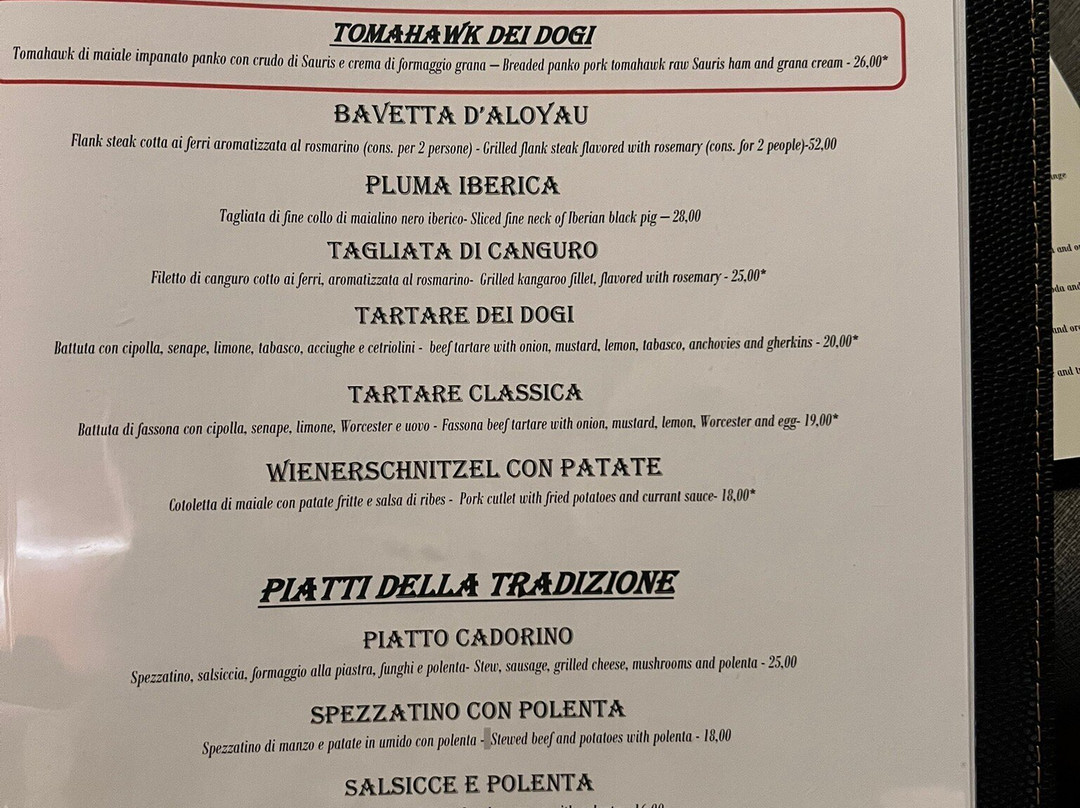 TOMAHAWK DEI DOGI
Tomahawk di maiale impanato panko con crudo di Sauris e crema di formaggio grana – Breaded panko pork tomahawk raw Sauris ham and grana cream - 26,00*
BAVETTA D'ALOYAU
Flank steak cotta ai ferri aromatizzata al rosmarino (cons. per 2 persone) - Grilled flank steak flavored with rosemary (cons. for 2 people)-52,00
PLUMA IBERICA
Tagliata di fine collo di maialino nero iberico- Sliced fine neck of Iberian black pig – 28,00
TAGLIATA DI CANGURO
Filetto di canguro cotto ai ferri, aromatizzata al rosmarino- Grilled kangaroo fillet, flavored with rosemary - 25,00*
TARTARE DEI DOGI
Battuta con cipolla, senape, limone, tabasco, acciughe e cetriolini - beef tartare with onion, mustard, lemon, tabasco, anchovies and gherkins - 20,00*
TARTARE CLASSICA
Battuta di fassona con cipolla, senape, limone, Worcester e uovo - Fassona beef tartare with onion, mustard, lemon, Worcester and egg- 19,00*
WIENERSCHNITZEL CON PATATE
Cotoletta di maiale con patate fritte e salsa di ribes - Pork cutlet with fried potatoes and currant sauce- 18,00*
PIATTI DELLA TRADIZIONE
PIATTO CADORINO
Spezzatino, salsiccia, formaggio alla piastra, funghi e polenta- Stew, sausage, grilled cheese, mushrooms and polenta - 25,00
SPEZZATINO CON POLENTA
Spezzatino di manzo e patate in umido con polenta - Stewed beef and potatoes with polenta - 18,00
SALSICCE E POLENTA